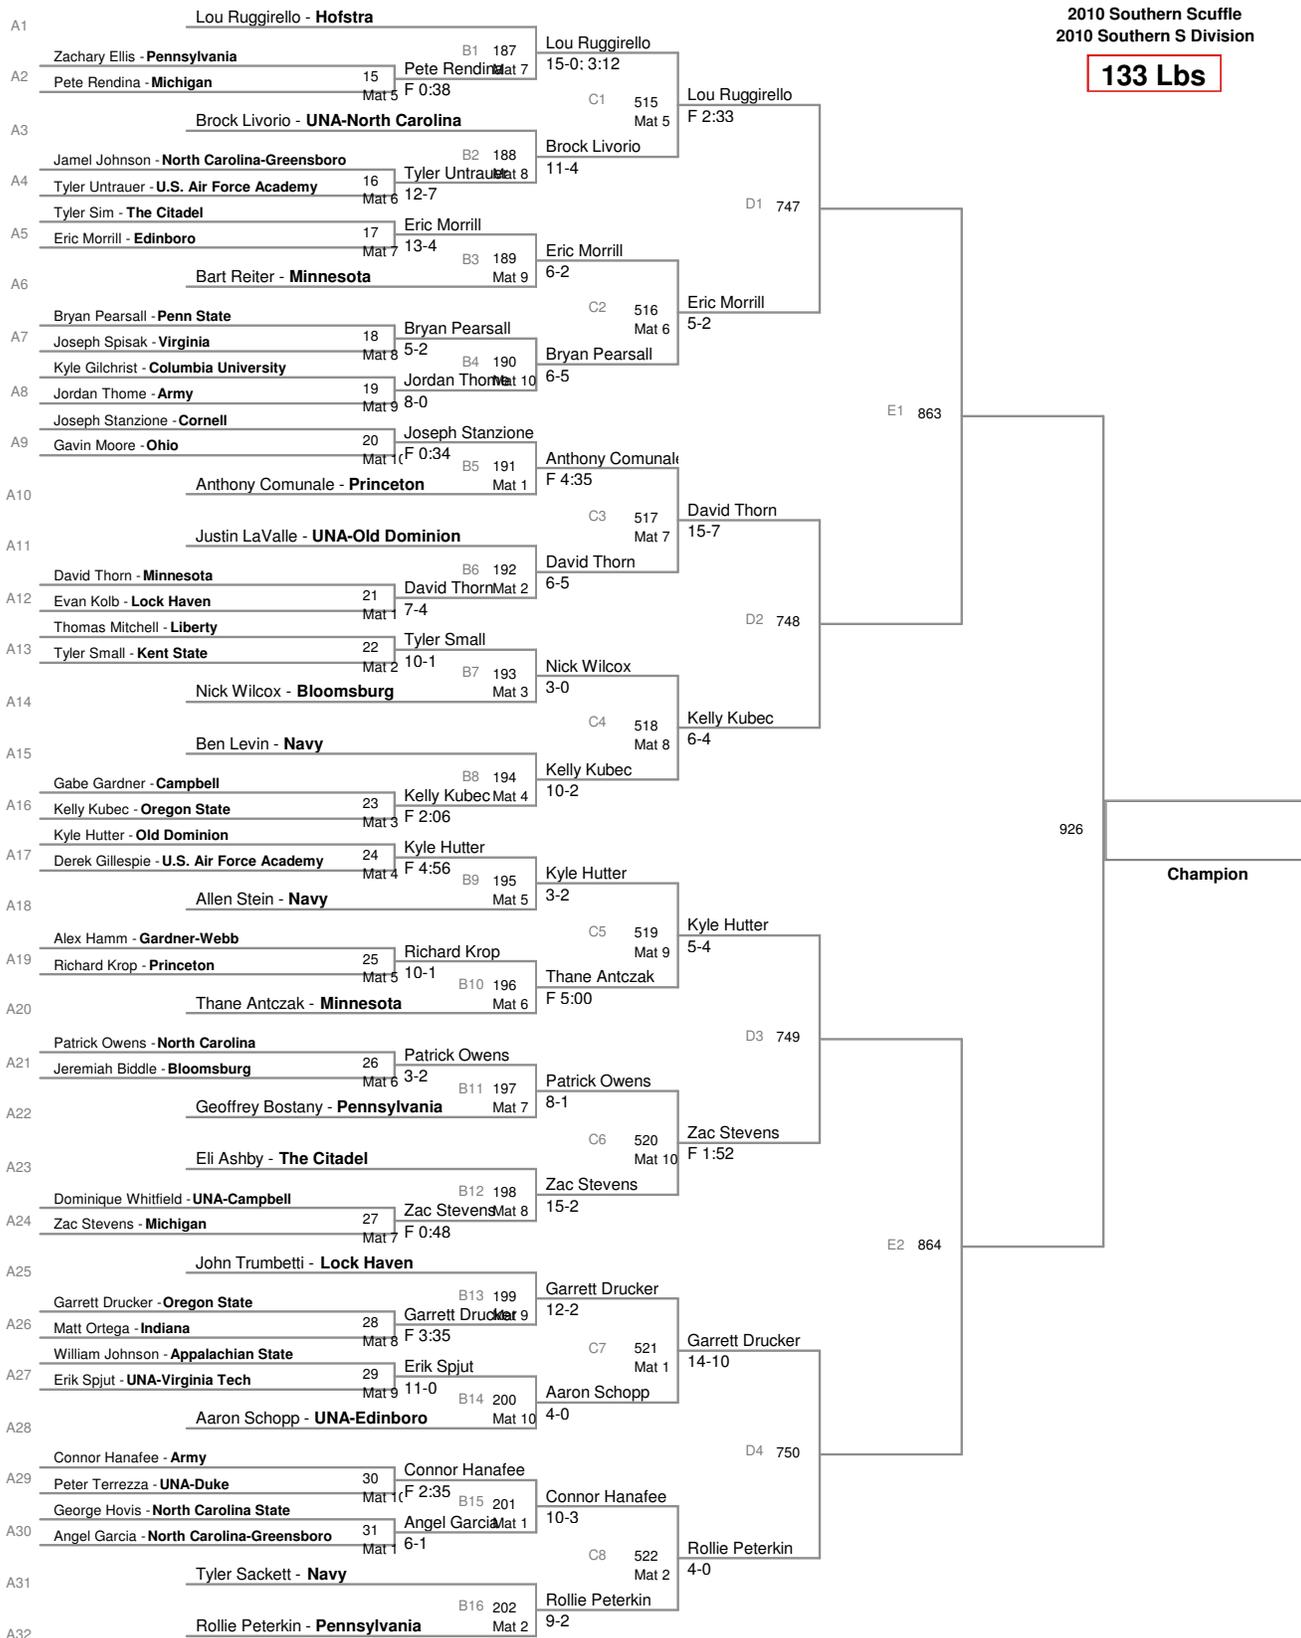 2010 Southern Scuffle
2010 Southern S Division
133 Lbs
A1
Lou Ruggirello - Hofstra
B1 187
Mat 7
Lou Ruggirello
15-0; 3:12
Zachary Ellis - Pennsylvania
A2
Pete Rendina - Michigan
15
Mat 5
Pete Rendina
F 0:38
C1 515
Mat 5
Lou Ruggirello
F 2:33
A3
Brock Livorio - UNA-North Carolina
B2 188
Mat 8
Brock Livorio
11-4
Jamel Johnson - North Carolina-Greensboro
A4
Tyler Untrauer - U.S. Air Force Academy
16
Mat 6
Tyler Untrauer
12-7
D1 747
Tyler Sim - The Citadel
A5
Eric Morrill - Edinboro
17
Mat 7
Eric Morrill
13-4
B3 189
Mat 9
Eric Morrill
6-2
A6
Bart Reiter - Minnesota
C2 516
Mat 6
Eric Morrill
5-2
Bryan Pearsall - Penn State
A7
Joseph Spisak - Virginia
18
Mat 8
Bryan Pearsall
5-2
B4 190
Mat 10
Bryan Pearsall
6-5
Kyle Gilchrist - Columbia University
A8
Jordan Thome - Army
19
Mat 9
Jordan Thome
8-0
E1 863
Joseph Stanzione - Cornell
A9
Gavin Moore - Ohio
20
Mat 10
Joseph Stanzione
F 0:34
B5 191
Mat 1
Anthony Comunale
F 4:35
A10
Anthony Comunale - Princeton
C3 517
Mat 7
David Thorn
15-7
A11
Justin LaValle - UNA-Old Dominion
B6 192
Mat 2
David Thorn
6-5
David Thorn - Minnesota
A12
Evan Kolb - Lock Haven
21
Mat 1
David Thorn
7-4
D2 748
Thomas Mitchell - Liberty
A13
Tyler Small - Kent State
22
Mat 2
Tyler Small
10-1
B7 193
Mat 3
Nick Wilcox
3-0
A14
Nick Wilcox - Bloomsburg
C4 518
Mat 8
Kelly Kubec
6-4
A15
Ben Levin - Navy
B8 194
Mat 4
Kelly Kubec
10-2
Gabe Gardner - Campbell
A16
Kelly Kubec - Oregon State
23
Mat 3
Kelly Kubec
F 2:06
926
Champion
Kyle Hutter - Old Dominion
A17
Derek Gillespie - U.S. Air Force Academy
24
Mat 4
Kyle Hutter
F 4:56
B9 195
Mat 5
Kyle Hutter
3-2
A18
Allen Stein - Navy
C5 519
Mat 9
Kyle Hutter
5-4
Alex Hamm - Gardner-Webb
A19
Richard Krop - Princeton
25
Mat 5
Richard Krop
10-1
B10 196
Mat 6
Thane Antczak
F 5:00
A20
Thane Antczak - Minnesota
D3 749
Patrick Owens - North Carolina
A21
Jeremiah Biddle - Bloomsburg
26
Mat 6
Patrick Owens
3-2
B11 197
Mat 7
Patrick Owens
8-1
A22
Geoffrey Bostany - Pennsylvania
C6 520
Mat 10
Zac Stevens
F 1:52
A23
Eli Ashby - The Citadel
B12 198
Mat 8
Zac Stevens
15-2
Dominique Whitfield - UNA-Campbell
A24
Zac Stevens - Michigan
27
Mat 7
Zac Stevens
F 0:48
E2 864
A25
John Trumbetti - Lock Haven
B13 199
Mat 9
Garrett Drucker
12-2
Garrett Drucker - Oregon State
A26
Matt Ortega - Indiana
28
Mat 8
Garrett Drucker
F 3:35
C7 521
Mat 1
Garrett Drucker
14-10
William Johnson - Appalachian State
A27
Erik Spjut - UNA-Virginia Tech
29
Mat 9
Erik Spjut
11-0
B14 200
Mat 10
Aaron Schopp
4-0
A28
Aaron Schopp - UNA-Edinboro
D4 750
Connor Hanafee - Army
A29
Peter Terrezza - UNA-Duke
30
Mat 10
Connor Hanafee
F 2:35
B15 201
Mat 1
Connor Hanafee
10-3
George Hovis - North Carolina State
A30
Angel Garcia - North Carolina-Greensboro
31
Mat 1
Angel Garcia
6-1
C8 522
Mat 2
Rollie Peterkin
4-0
A31
Tyler Sackett - Navy
B16 202
Mat 2
Rollie Peterkin
9-2
A32
Rollie Peterkin - Pennsylvania